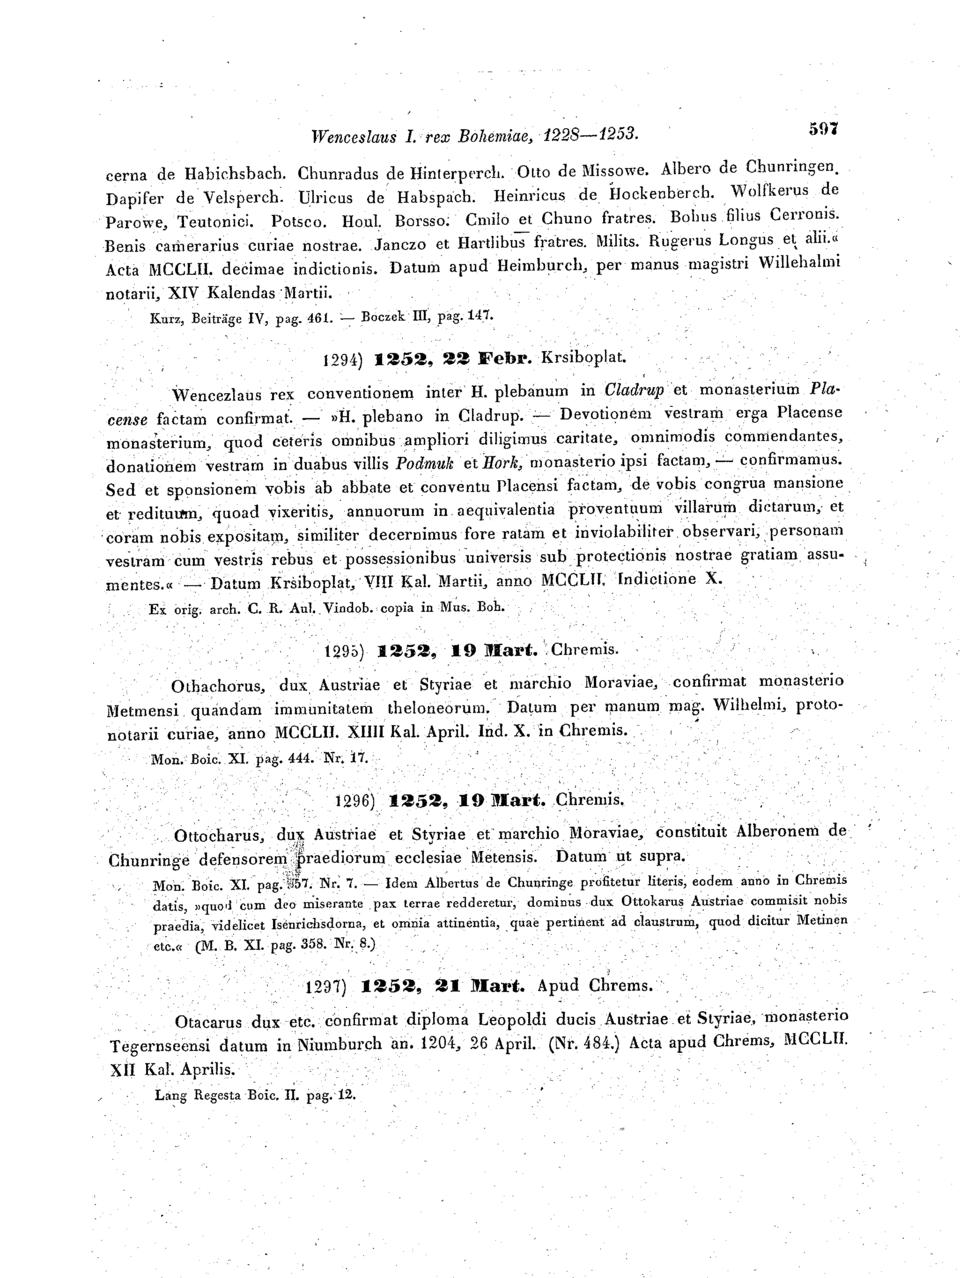 Wenceslaus I. rex Bohemiae, 1228—1253. 597
cerna de Habichsbach. Chunradus de Hinterperch. Otto de Missowe. Albero de Chunringen.
Dapifer de Velsperch. Ulricus de Habspach. Heinricus de Hockenberch. Wolfkerus de
Parowe, Teutonici. Potsco. Houl. Borsso. Cmilo et Chuno fratres. Bohus filius Cerronis.
Benis camerarius curiae nostrae. Janczo et Hartlibus fratres. Milits. Rugerus Longus et alii.«
Acta MCCLII. decimae indictionis. Datum apud Heimburch, per manus magistri Willehalmi
notarii, XIV Kalendas Martii.
Kurz, Beiträge IV, pag. 461. — Boczek III, pag. 147.
1294) 1252, 22 Febr. Krsiboplat.
Wencezlaus rex conventionem inter H. plebanum in Cladrup et monasterium Pla-
cense factam confirmat. — »H. plebano in Cladrup. — Devotionem vestram erga Placense
monasterium, quod ceteris omnibus ampliori diligimus caritate, omnimodis commendantes,
donationem vestram in duabus villis Podmuk et Hork, monasterio ipsi factam, — confirmamus.
Sed et sponsionem vobis ab abbate et conventu Placensi factam, de vobis congrua mansione
et redituum, quoad vixeritis, annuorum in aequivalentia proventuum villarum dictarum, et
coram nobis expositam, similiter decernimus fore ratam et inviolabiliter observari, personam
vestram cum vestris rebus et possessionibus universis sub protectionis nostrae gratiam assu-
mentes.« — Datum Krsiboplat, VIII Kal. Martii, anno MCCLII. Indictione X.
Ex orig. arch. C. R. Aul. Vindob. copia in Mus. Boh.
1295) 1252, 19 Mart. Chremis.
Othachorus, dux Austriae et Styriae et marchio Moraviae, confirmat monasterio
Metmensi quandam immunitatem theloneorum. Datum per manum mag. Wilhelmi, proto-
notarii curiae, anno MCCLII. XIIII Kal. April. Ind. X. in Chremis.
Mon. Boic. XI. pag. 444. Nr. 17.
1296) 1252, 19 Mart. Chremis.
Ottocharus, dux Austriae et Styriae et marchio Moraviae, constituit Alberonem de
Chunringe defensorem praediorum ecclesiae Metensis. Datum ut supra.
Mon. Boic. XI. pag. 357. Nr. 7. — Idem Albertus de Chunringe profitetur literis, eodem anno in Chremis
datis, »quod cum deo miserante pax terrae redderetur, dominus dux Ottokarus Austriae commisit nobis
praedia, videlicet Isenrichsdorna, et omnia attinentia, quae pertinent ad claustrum, quod dicitur Metinen
etc.« (M. B. XI. pag. 358. Nr. 8.)
1297) 1252, 21 Mart. Apud Chrems.
Otacarus dux etc. confirmat diploma Leopoldi ducis Austriae et Styriae, monasterio
Tegernseensi datum in Niumburch an. 1204, 26 April. (Nr. 484.) Acta apud Chrems, MCCLII.
XII Kal. Aprilis.
Lang Regesta Boic. II. pag. 12.